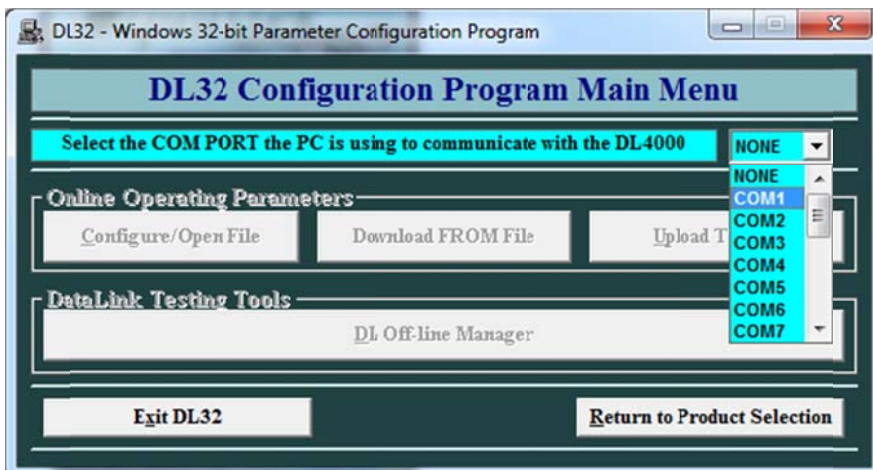 DL32 - Windows 32-bit Parameter Configuration Program
DL32 Configuration Program Main Menu
Select the COM PORT the PC is using to communicate with the DL4000
NONE
NONE
COM1
COM2
COM3
COM4
COM5
COM6
COM7
Online Operating Parameters
Configure/Open File
Download FROM File
Upload T
DataLink Testing Tools
DL Off-line Manager
Exit DL32
Return to Product Selection